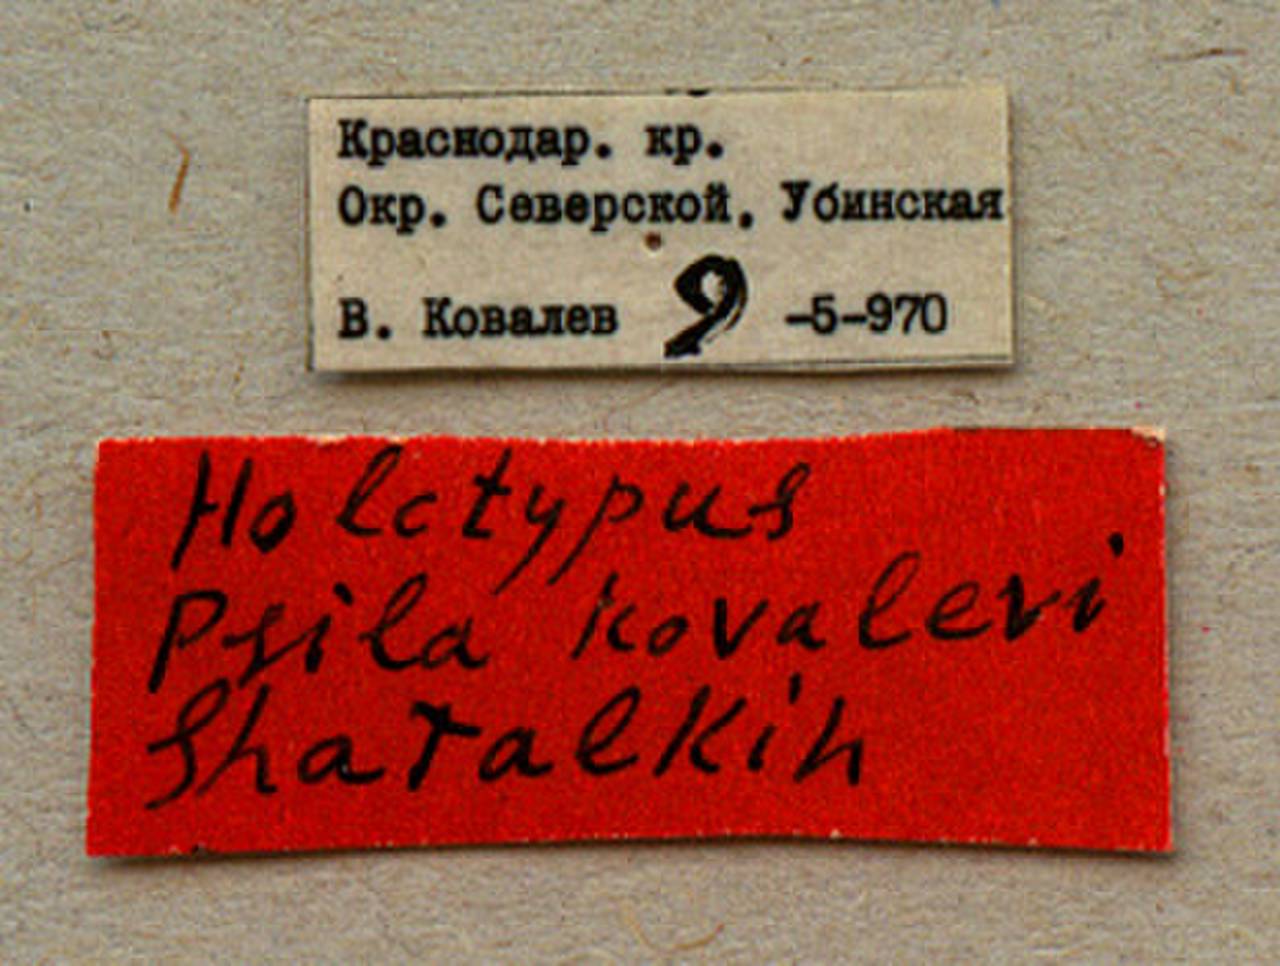 Краснодар. кр.
Окр. Северской. Убинская
В. Ковалев 9 -5-970
Holotypus
Psila kovalevi
Shatalkin